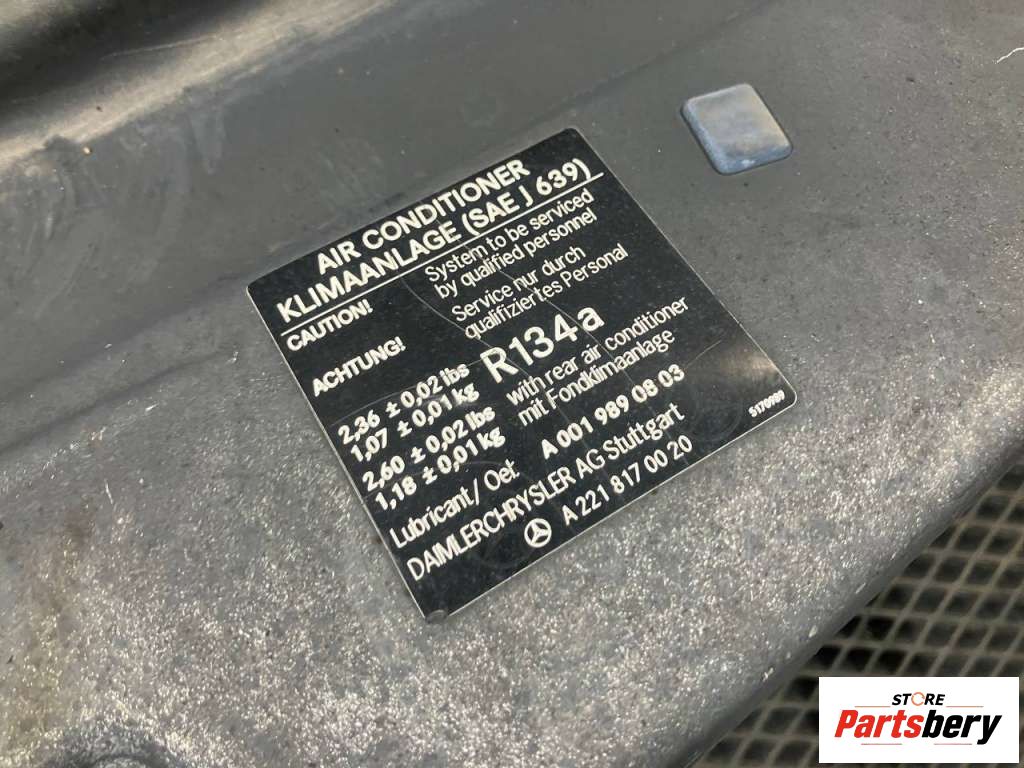 AIR CONDITIONER
KLIMAANLAGE (SAE J 639)
CAUTION! System to be serviced
by qualified personnel
ACHTUNG! Service nur durch
qualifiziertes Personal
2,36 ± 0,02 lbs R134a
1,07 ± 0,01 kg
2,60 ± 0,02 lbs with rear air conditioner
1,18 ± 0,01 kg mit Fondklimaanlage
Lubricant / Oel: A 001 989 08 03
DAIMLERCHRYSLER AG Stuttgart
A 221 817 00 20
5170989
STORE
Partsbery